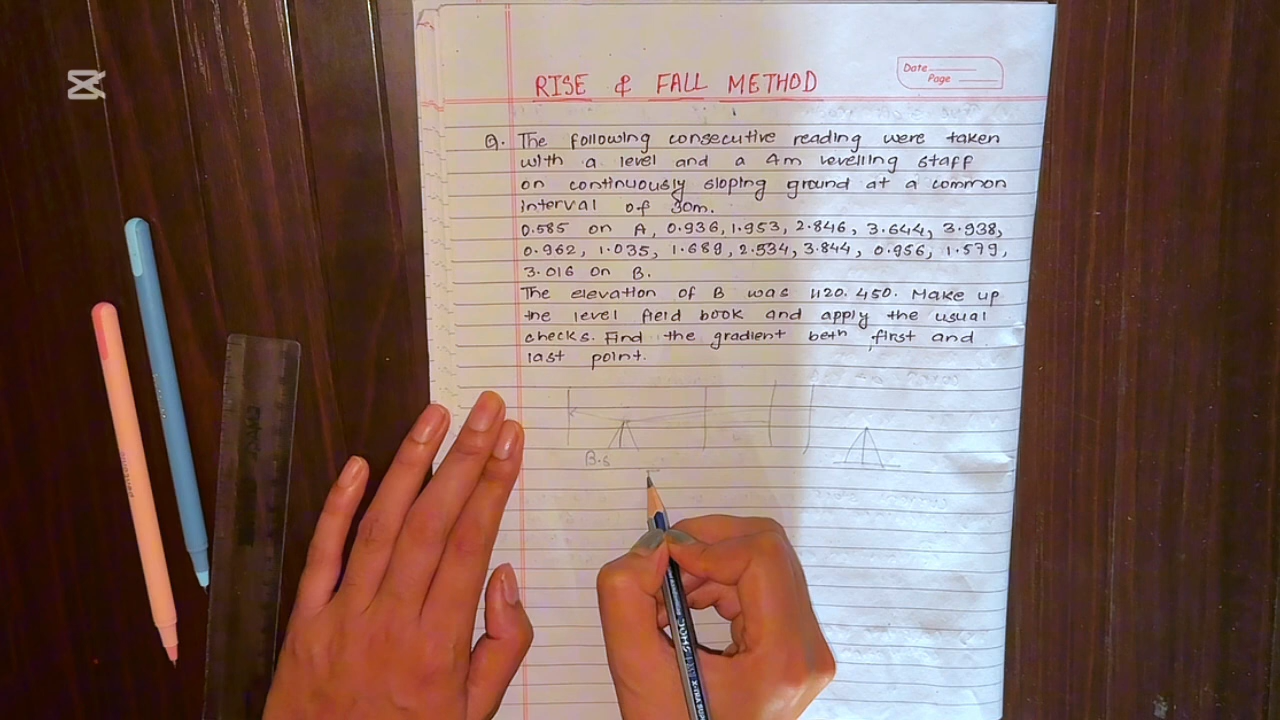 RISE & FALL METHOD
Date
Page
Q. The following consecutive reading were taken
with a level and a 4m levelling staff
on continuously sloping ground at a common
interval of 30m.
0.585 on A, 0.936, 1.953, 2.846, 3.644, 3.938,
0.962, 1.035, 1.689, 2.534, 3.844, 0.956, 1.579,
3.016 on B.
The elevation of B was 420.450. Make up
the level field book and apply the usual
checks. Find the gradient betn first and
last point.
B.S